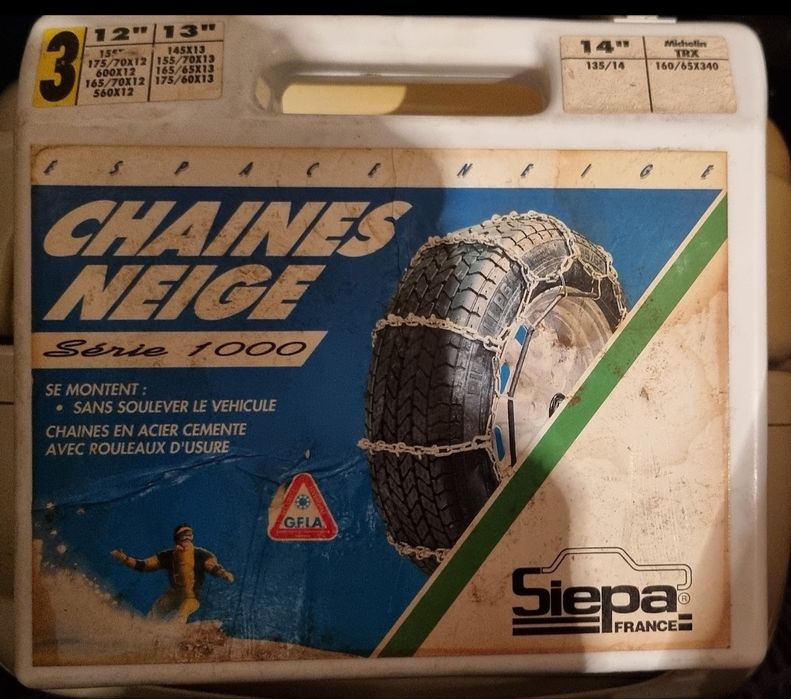 3
12" 13"
145X13
175/70X12 155/70X13
600X12 165/65X13
165/70X12 175/60X13
560X12
14" Michelin
TRX
135/14 160/65X340
ESPACE NEIGE
CHAINES
NEIGE
Série 1000
SE MONTENT :
• SANS SOULEVER LE VEHICULE
CHAINES EN ACIER CEMENTE
AVEC ROULEAUX D'USURE
G.F.I.A
Siepa®
FRANCE